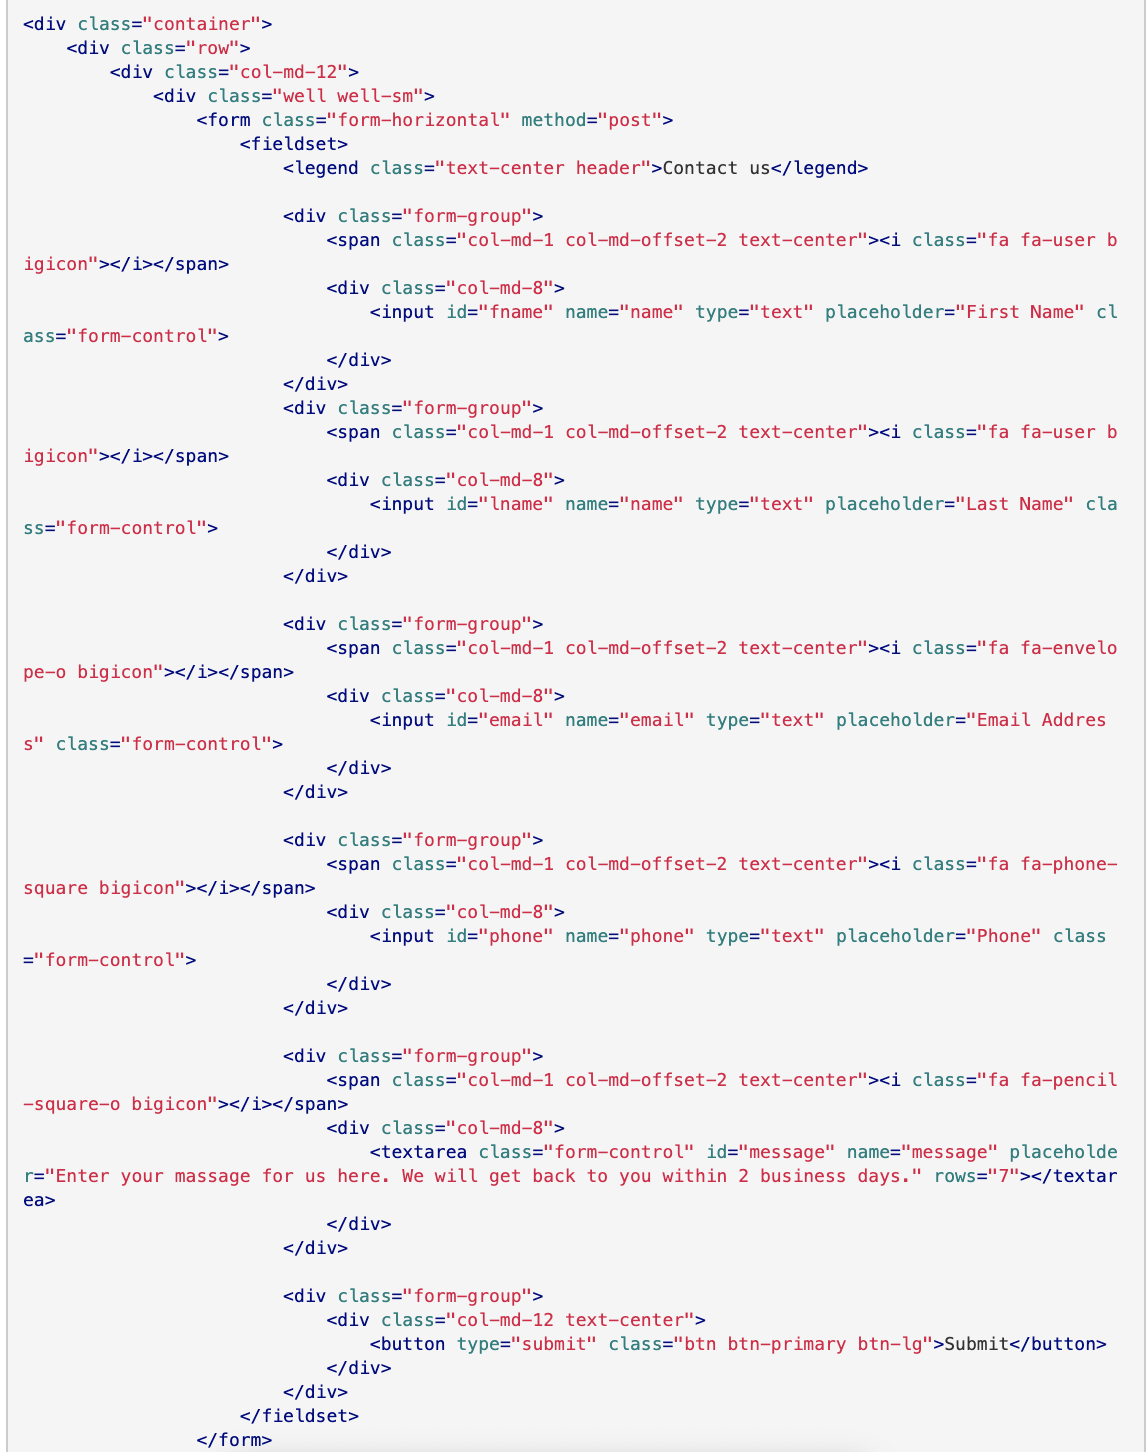 <div class="container">
    <div class="row">
        <div class="col-md-12">
            <div class="well well-sm">
                <form class="form-horizontal" method="post">
                    <fieldset>
                        <legend class="text-center header">Contact us</legend>

                        <div class="form-group">
                            <span class="col-md-1 col-md-offset-2 text-center"><i class="fa fa-user b
igicon"></i></span>
                            <div class="col-md-8">
                                <input id="fname" name="name" type="text" placeholder="First Name" cl
ass="form-control">
                            </div>
                        </div>
                        <div class="form-group">
                            <span class="col-md-1 col-md-offset-2 text-center"><i class="fa fa-user b
igicon"></i></span>
                            <div class="col-md-8">
                                <input id="lname" name="name" type="text" placeholder="Last Name" cla
ss="form-control">
                            </div>
                        </div>

                        <div class="form-group">
                            <span class="col-md-1 col-md-offset-2 text-center"><i class="fa fa-envelo
pe-o bigicon"></i></span>
                            <div class="col-md-8">
                                <input id="email" name="email" type="text" placeholder="Email Addres
s" class="form-control">
                            </div>
                        </div>

                        <div class="form-group">
                            <span class="col-md-1 col-md-offset-2 text-center"><i class="fa fa-phone-
square bigicon"></i></span>
                            <div class="col-md-8">
                                <input id="phone" name="phone" type="text" placeholder="Phone" class
="form-control">
                            </div>
                        </div>

                        <div class="form-group">
                            <span class="col-md-1 col-md-offset-2 text-center"><i class="fa fa-pencil
-square-o bigicon"></i></span>
                            <div class="col-md-8">
                                <textarea class="form-control" id="message" name="message" placeholde
r="Enter your massage for us here. We will get back to you within 2 business days." rows="7"></textar
ea>
                            </div>
                        </div>

                        <div class="form-group">
                            <div class="col-md-12 text-center">
                                <button type="submit" class="btn btn-primary btn-lg">Submit</button>
                            </div>
                        </div>
                    </fieldset>
                </form>